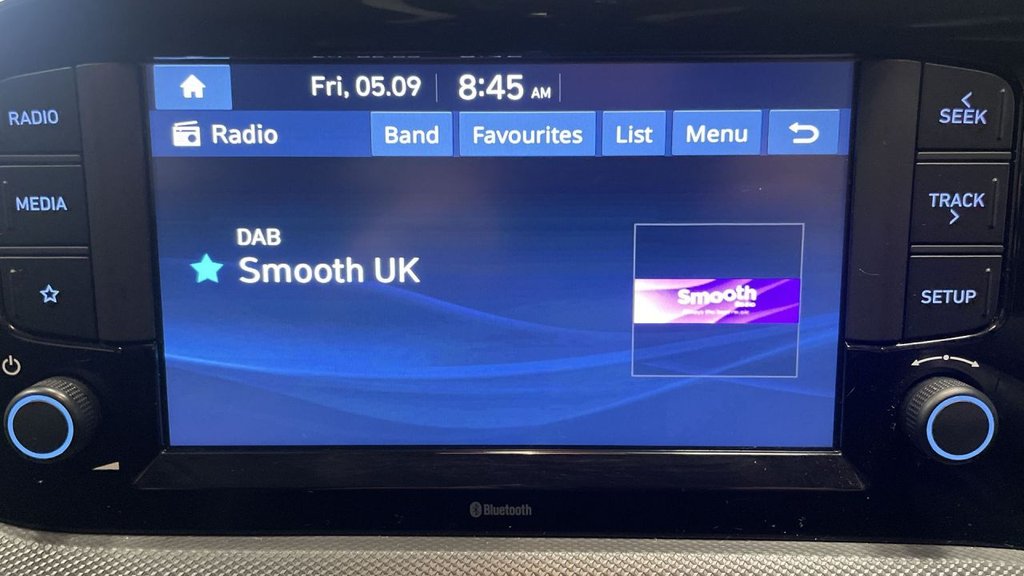 Fri, 05.09 8:45 AM
Radio Band Favourites List Menu
DAB
Smooth UK
Smooth
RADIO
MEDIA
SEEK
TRACK
SETUP
Bluetooth